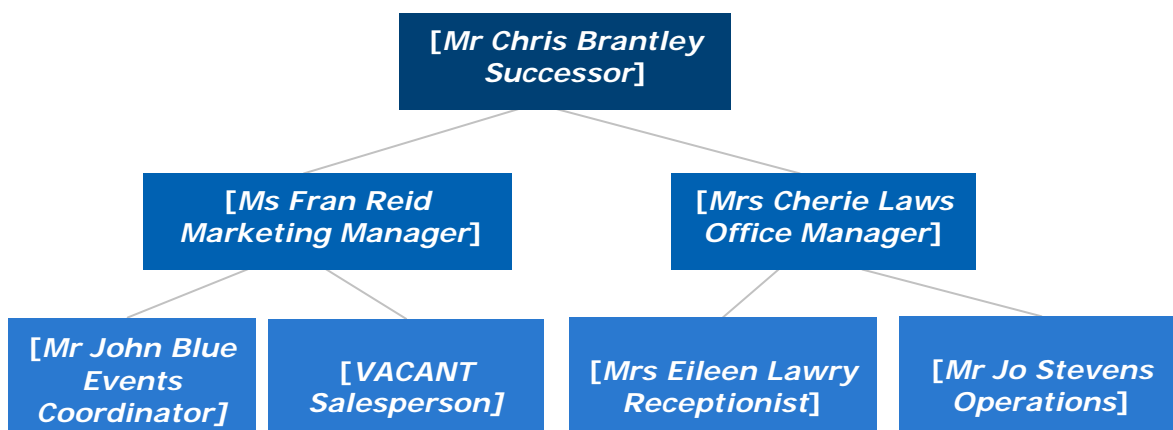 [Mr Chris Brantley
Successor]
[Ms Fran Reid
Marketing Manager]
[Mrs Cherie Laws
Office Manager]
[Mr John Blue
Events
Coordinator]
[VACANT
Salesperson]
[Mrs Eileen Lawry
Receptionist]
[Mr Jo Stevens
Operations]